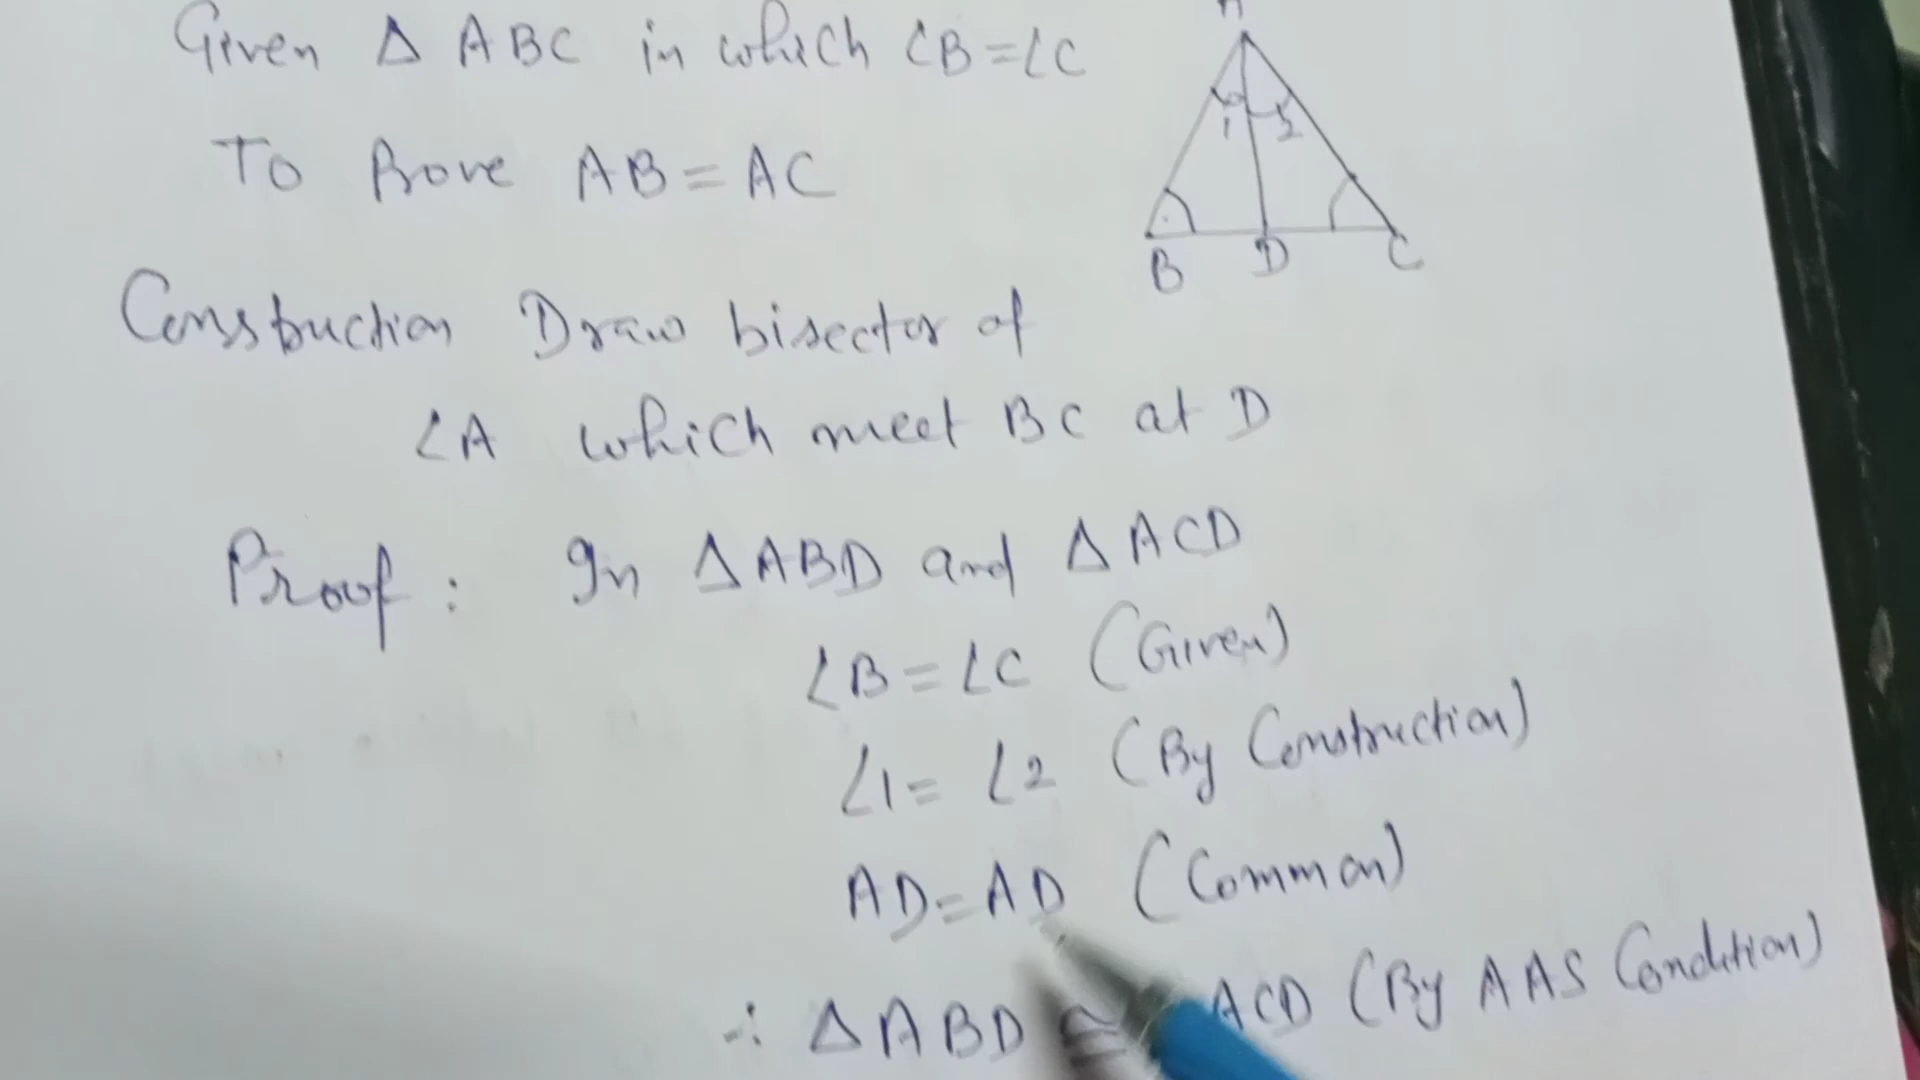 Given Δ ABC in which ∠B=∠C
To Prove AB=AC
Construction Draw bisector of
∠A which meet BC at D
Proof: In ΔABD and ΔACD
∠B=∠C (Given)
∠1=∠2 (By Construction)
AD=AD (Common)
∴ ΔABD ≅ ACD (By AAS Condition)
A
1 2
B D C